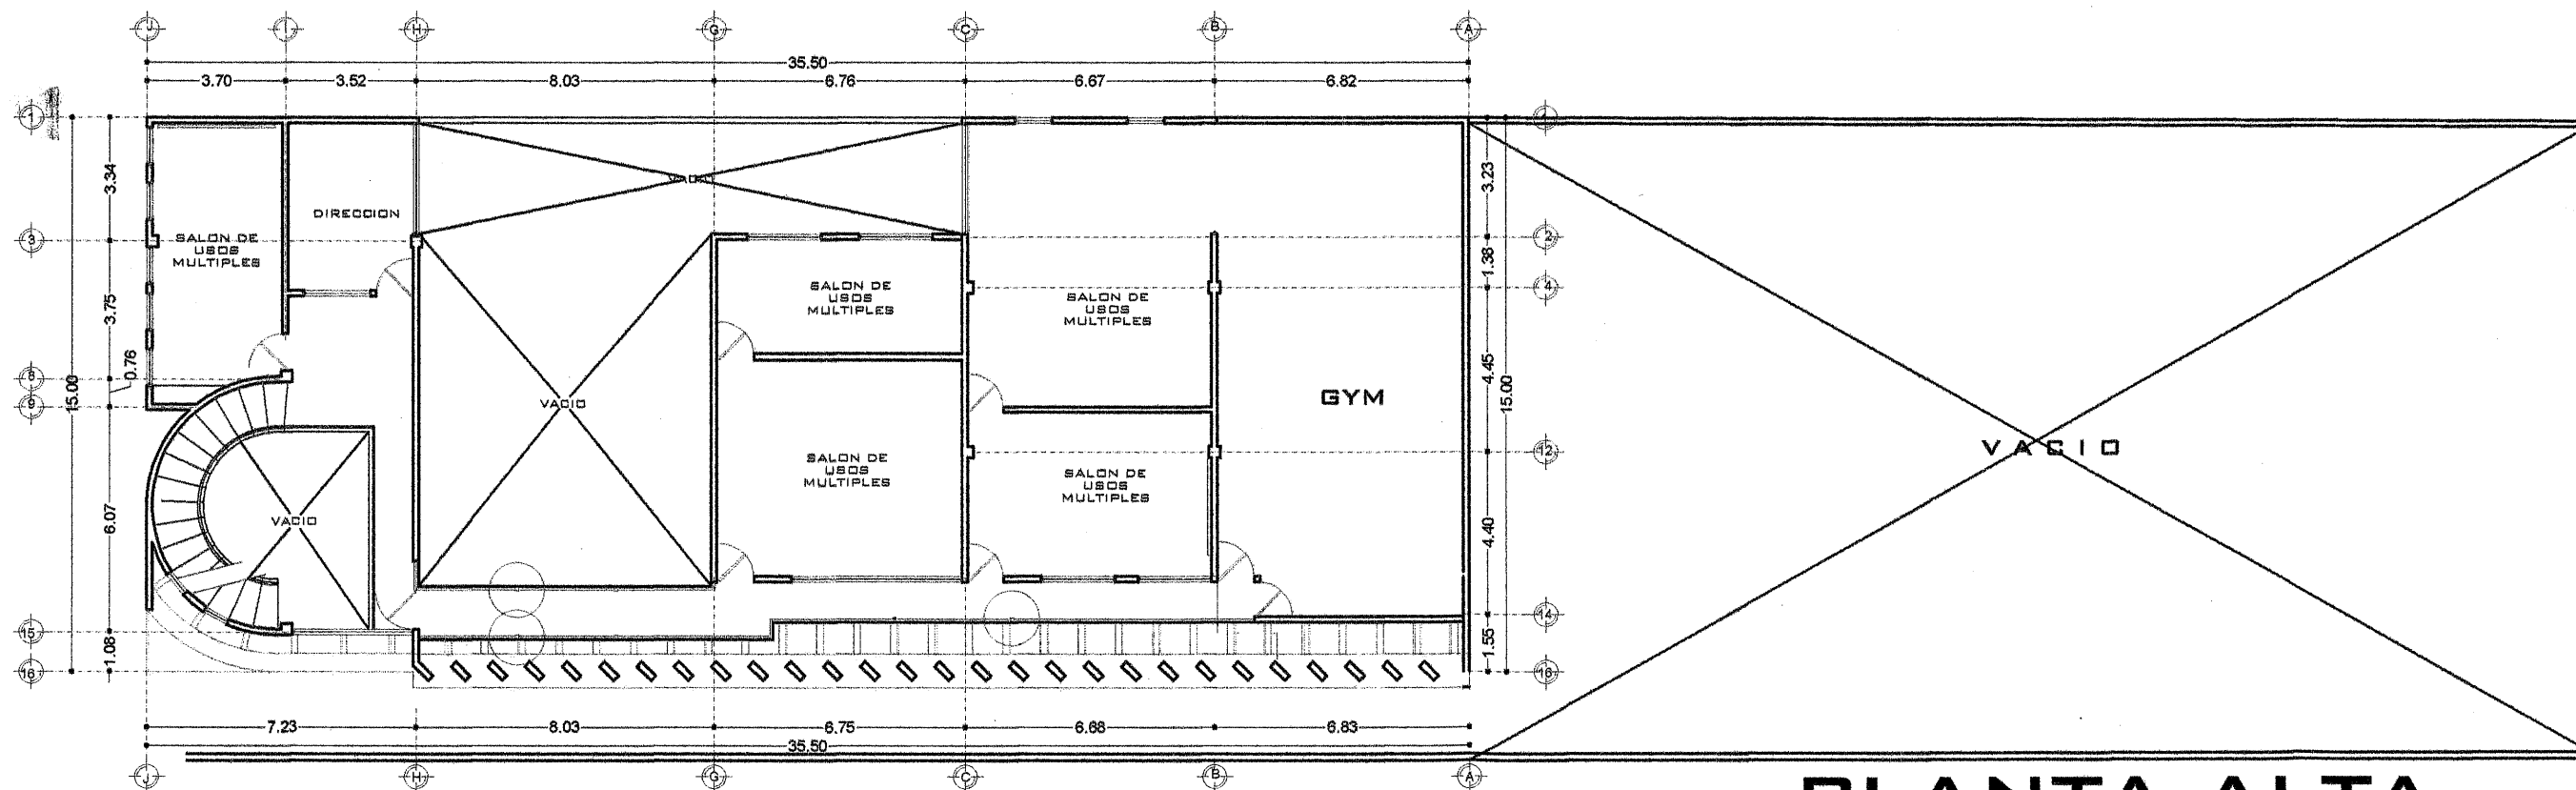 J I H G C B A
35.50
3.70 3.52 8.03 6.76 6.67 6.82
1
3
8
9
15
16
15.00
3.34
3.75
0.76
6.07
1.08
SALON DE
USOS
MULTIPLES
DIRECCION
VACIO
VACIO
VACIO
SALON DE
USOS
MULTIPLES
SALON DE
USOS
MULTIPLES
SALON DE
USOS
MULTIPLES
SALON DE
USOS
MULTIPLES
GYM
3.23
1.38
4.45
4.40
1.55
15.00
1
2
4
12
14
16
VACIO
7.23 8.03 6.75 6.68 6.83
35.50
J H G C B A
PLANTA ALTA